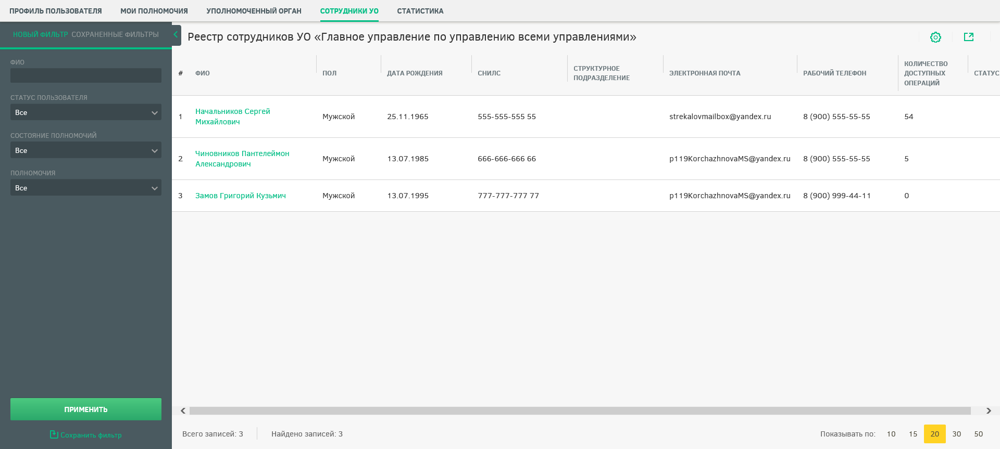 ПРОФИЛЬ ПОЛЬЗОВАТЕЛЯ МОИ ПОЛНОМОЧИЯ УПОЛНОМОЧЕННЫЙ ОРГАН СОТРУДНИКИ УО СТАТИСТИКА
НОВЫЙ ФИЛЬТР СОХРАНЕННЫЕ ФИЛЬТРЫ
ФИО
СТАТУС ПОЛЬЗОВАТЕЛЯ
Все
СОСТОЯНИЕ ПОЛНОМОЧИЙ
Все
ПОЛНОМОЧИЯ
Все
ПРИМЕНИТЬ
Сохранить фильтр
Реестр сотрудников УО «Главное управление по управлению всеми управлениями»
# ФИО ПОЛ ДАТА РОЖДЕНИЯ СНИЛС СТРУКТУРНОЕ ПОДРАЗДЕЛЕНИЕ ЭЛЕКТРОННАЯ ПОЧТА РАБОЧИЙ ТЕЛЕФОН КОЛИЧЕСТВО ДОСТУПНЫХ ОПЕРАЦИЙ СТАТУС
1 Начальников Сергей Михайлович Мужской 25.11.1965 555-555-555 55 strekalovmailbox@yandex.ru 8 (900) 555-55-55 54
2 Чиновников Пантелеймон Александрович Мужской 13.07.1985 666-666-666 66 p119KorchazhnovaMS@yandex.ru 8 (900) 555-55-55 5
3 Замов Григорий Кузьмич Мужской 13.07.1995 777-777-777 77 p119KorchazhnovaMS@yandex.ru 8 (900) 999-44-11 0
Всего записей: 3 Найдено записей: 3 Показывать по: 10 15 20 30 50